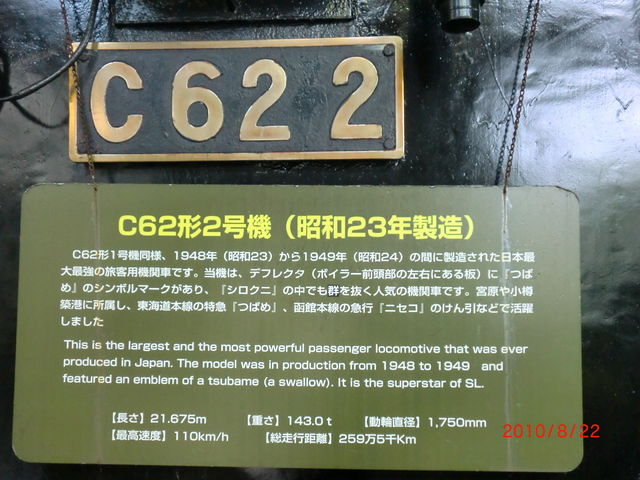 C62 2
C62形2号機（昭和23年製造）
C62形1号機同様、1948年（昭和23）から1949年（昭和24）の間に製造された日本最
大最強の旅客用機関車です。当機は、デフレクタ（ボイラー前頭部の左右にある板）に『つば
め』のシンボルマークがあり、『シロクニ』の中でも群を抜く人気の機関車です。宮原や小樽
築港に所属し、東海道本線の特急『つばめ』、函館本線の急行『ニセコ』のけん引などで活躍
しました
This is the largest and the most powerful passenger locomotive that was ever
produced in Japan. The model was in production from 1948 to 1949 and
featured an emblem of a tsubame (a swallow). It is the superstar of SL.
【長さ】21.675m 【重さ】143.0t 【動輪直径】1,750mm
【最高速度】110km/h 【総走行距離】259万5千Km
2010/8/22